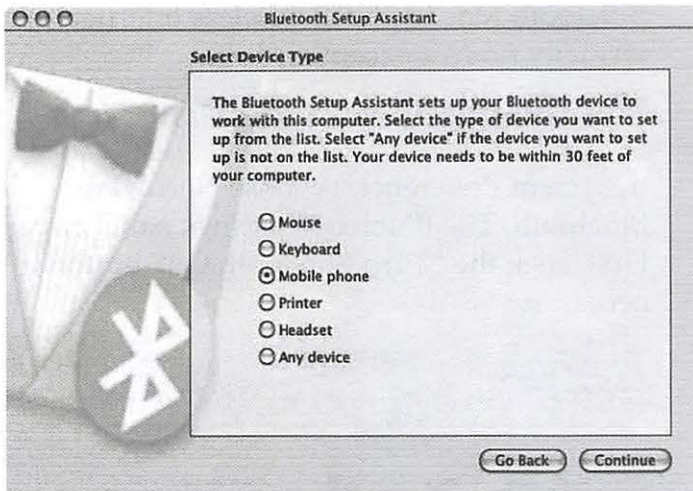 Bluetooth Setup Assistant
Select Device Type
The Bluetooth Setup Assistant sets up your Bluetooth device to
work with this computer. Select the type of device you want to set
up from the list. Select "Any device" if the device you want to set
up is not on the list. Your device needs to be within 30 feet of
your computer.
Mouse
Keyboard
Mobile phone
Printer
Headset
Any device
Go Back
Continue